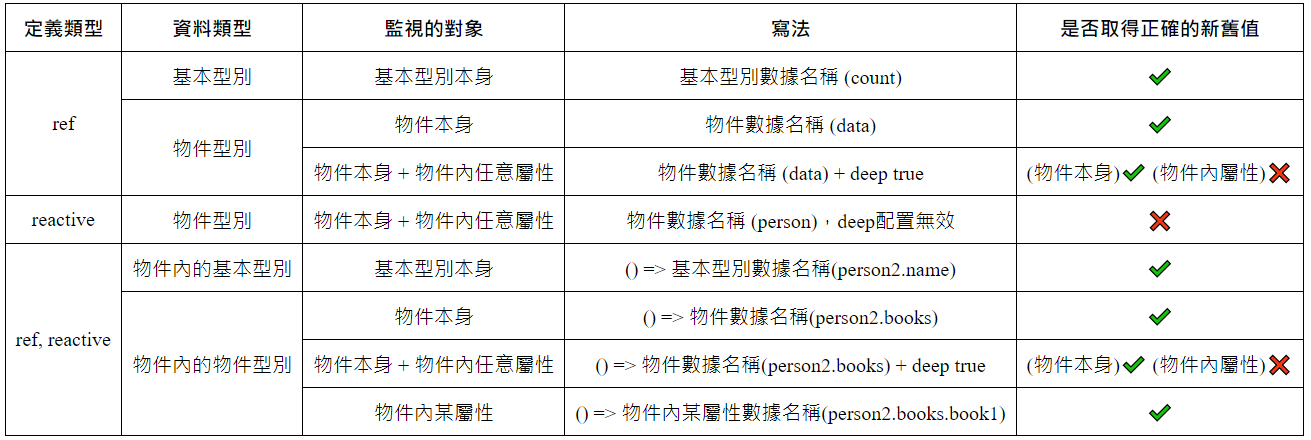 定義類型 資料類型 監視的對象 寫法 是否取得正確的新舊值
ref 基本型別 基本型別本身 基本型別數據名稱 (count) ✔
物件型別 物件本身 物件數據名稱 (data) ✔
物件本身 + 物件內任意屬性 物件數據名稱 (data) + deep true (物件本身)✔ (物件內屬性)❌
reactive 物件型別 物件本身 + 物件內任意屬性 物件數據名稱 (person)，deep配置無效 ❌
ref, reactive 物件內的基本型別 基本型別本身 () => 基本型別數據名稱(person2.name) ✔
物件內的物件型別 物件本身 () => 物件數據名稱(person2.books) ✔
物件本身 + 物件內任意屬性 () => 物件數據名稱(person2.books) + deep true (物件本身)✔ (物件內屬性)❌
物件內某屬性 () => 物件內某屬性數據名稱(person2.books.book1) ✔